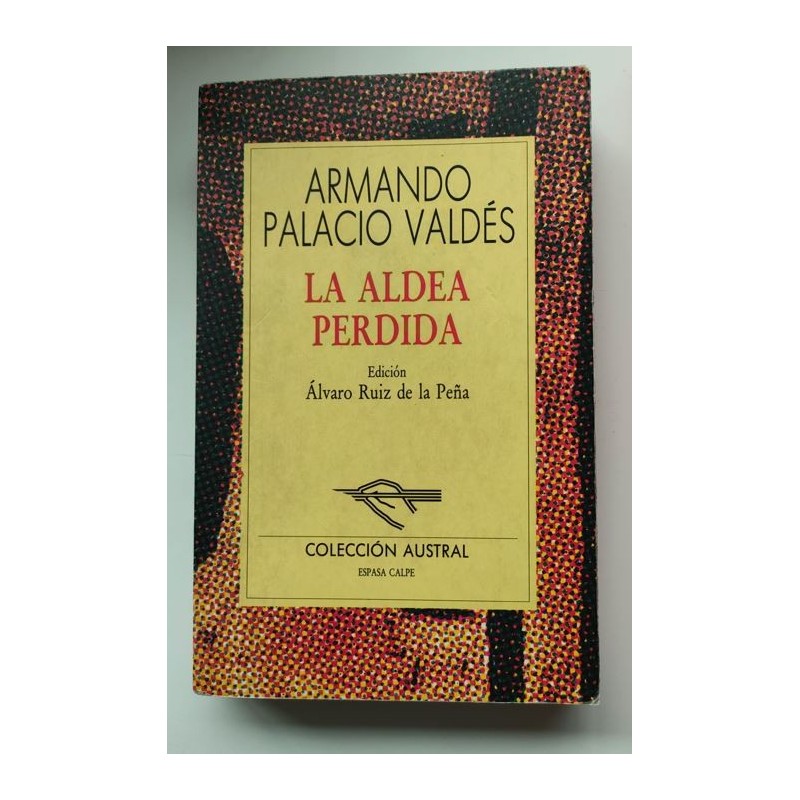 ARMANDO
PALACIO VALDÉS
LA ALDEA
PERDIDA
Edición
Álvaro Ruiz de la Peña
COLECCIÓN AUSTRAL
ESPASA CALPE